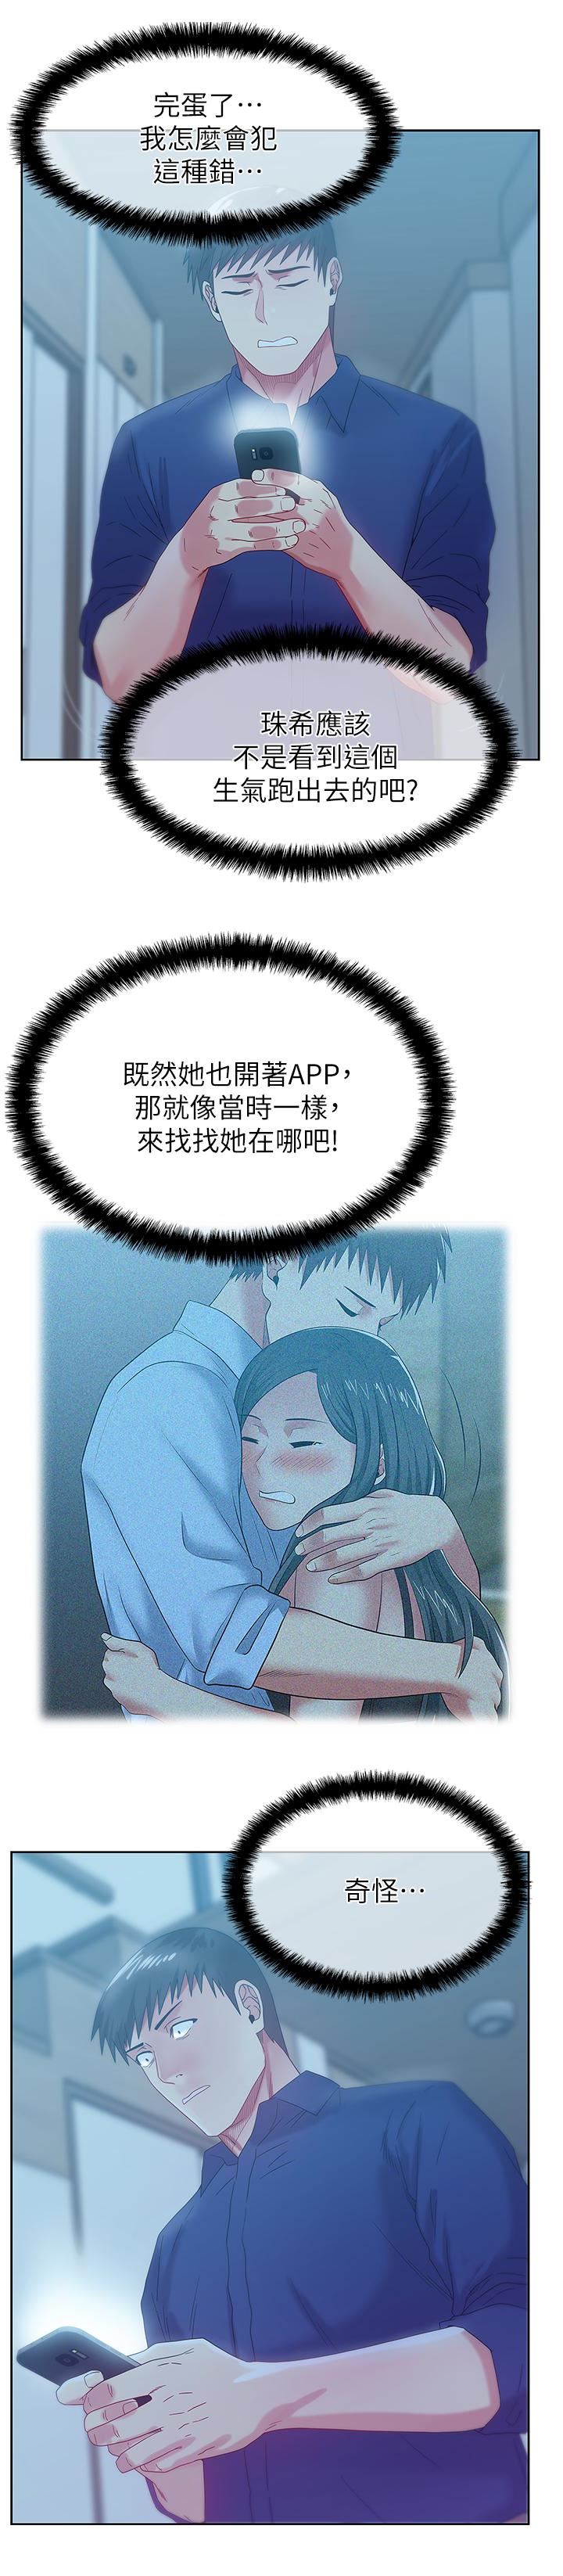 完蛋了⋯
我怎麼會犯
這種錯⋯
珠希應該
不是看到這個
生氣跑出去的吧?
既然她也開著APP，
那就像當時一樣，
來找找她在哪吧!
奇怪⋯